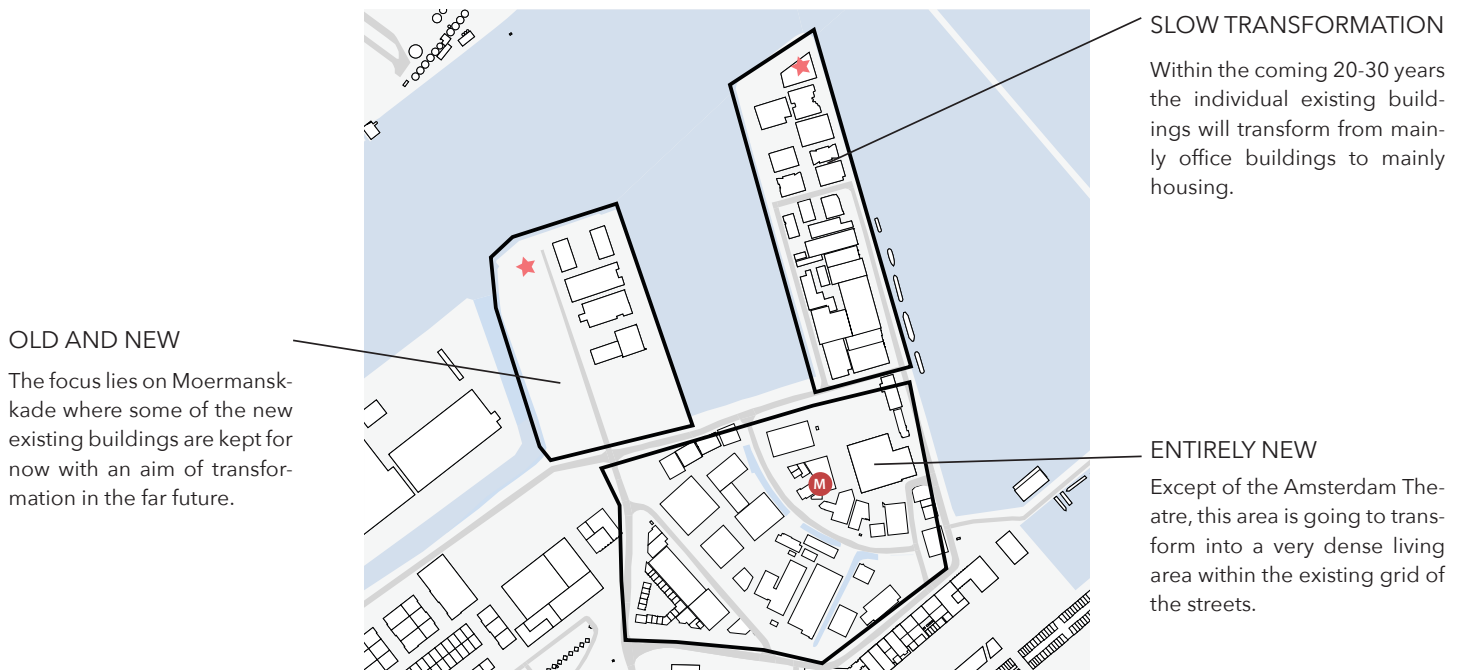 SLOW TRANSFORMATION
Within the coming 20-30 years
the individual existing build-
ings will transform from main-
ly office buildings to mainly
housing.
OLD AND NEW
The focus lies on Moermansk-
kade where some of the new
existing buildings are kept for
now with an aim of transfor-
mation in the far future.
M
ENTIRELY NEW
Except of the Amsterdam The-
atre, this area is going to trans-
form into a very dense living
area within the existing grid of
the streets.